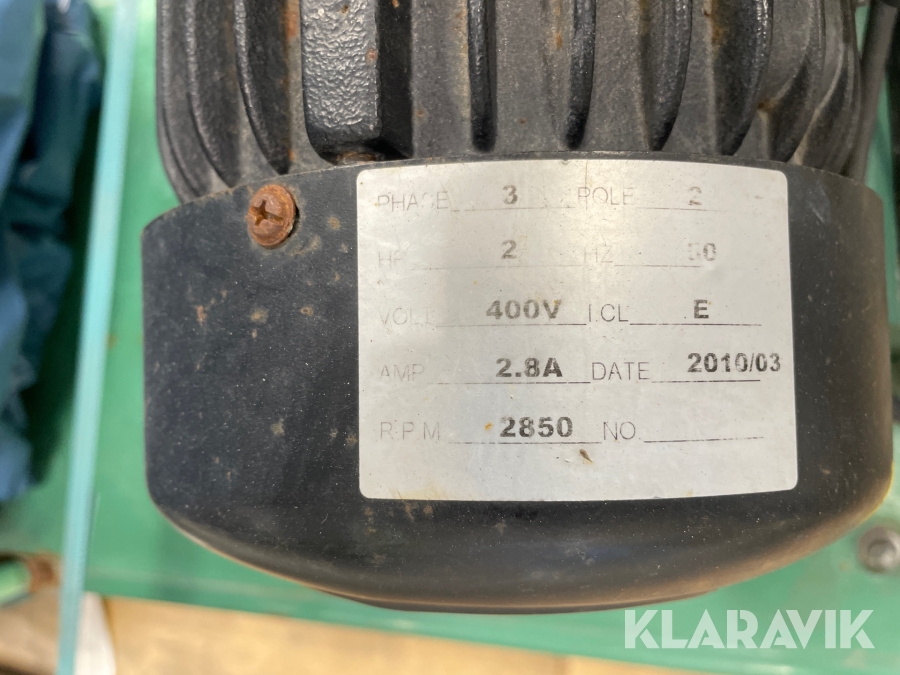 PHASE 3 POLE 2
HP 2 HZ 50
VOLT 400V I.CL E
AMP 2.8A DATE 2010/03
R.P.M 2850 NO
KLARAVIK